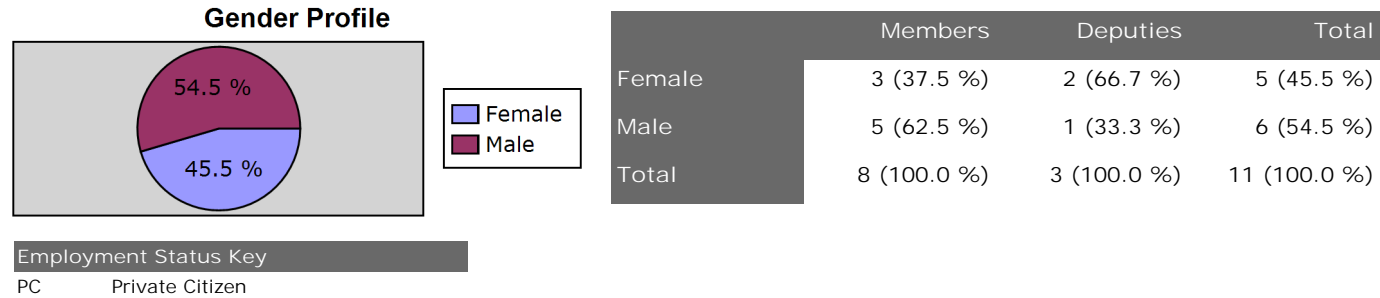 Gender Profile
54.5 %
45.5 %
Female
Male
Members Deputies Total
Female 3 (37.5 %) 2 (66.7 %) 5 (45.5 %)
Male 5 (62.5 %) 1 (33.3 %) 6 (54.5 %)
Total 8 (100.0 %) 3 (100.0 %) 11 (100.0 %)
Employment Status Key
PC Private Citizen